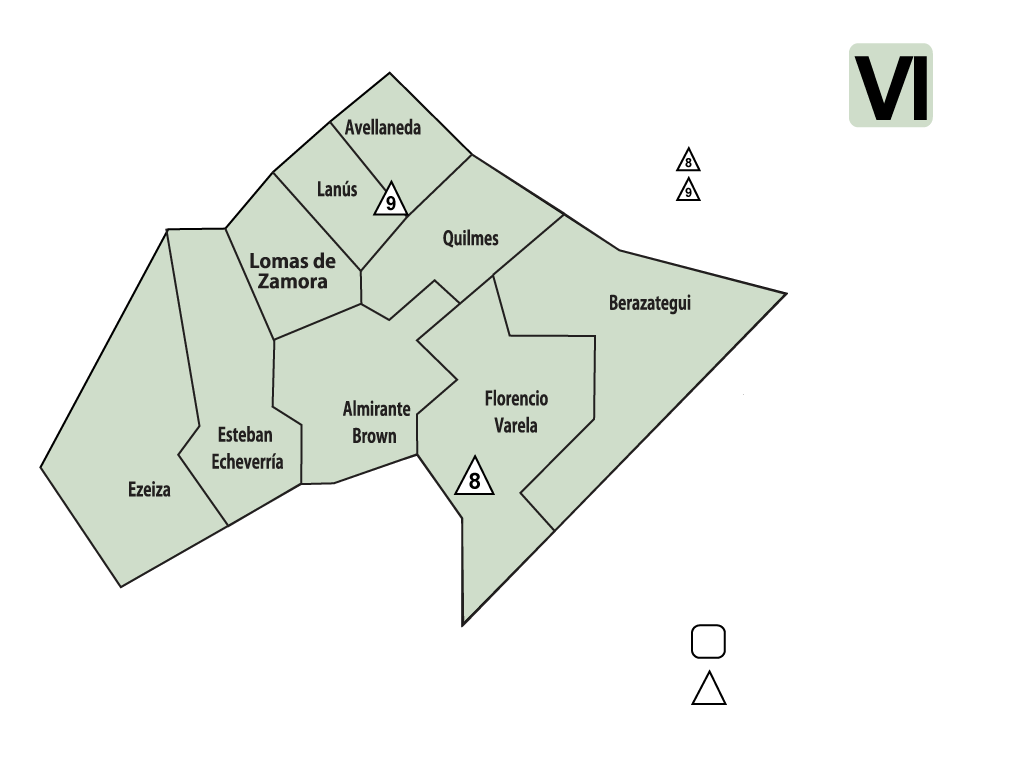 VI
Avellaneda
8
9
Lanús
9
Quilmes
Lomas de
Zamora
Berazategui
Florencio
Varela
Almirante
Brown
Esteban
Echeverría
8
Ezeiza